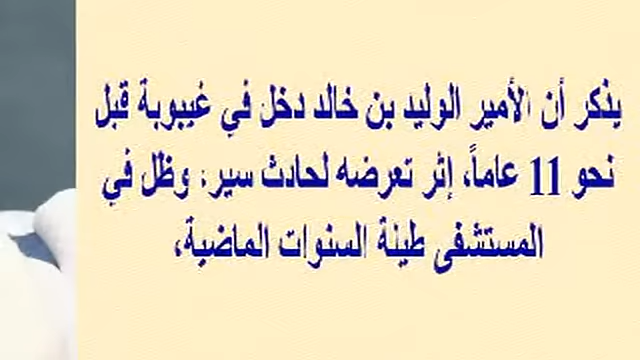 يذكر أن الأمير الوليد بن خالد دخل في غيبوبة قبل
نحو 11 عاماً، إثر تعرضه لحادث سير، وظل في
المستشفى طيلة السنوات الماضية،